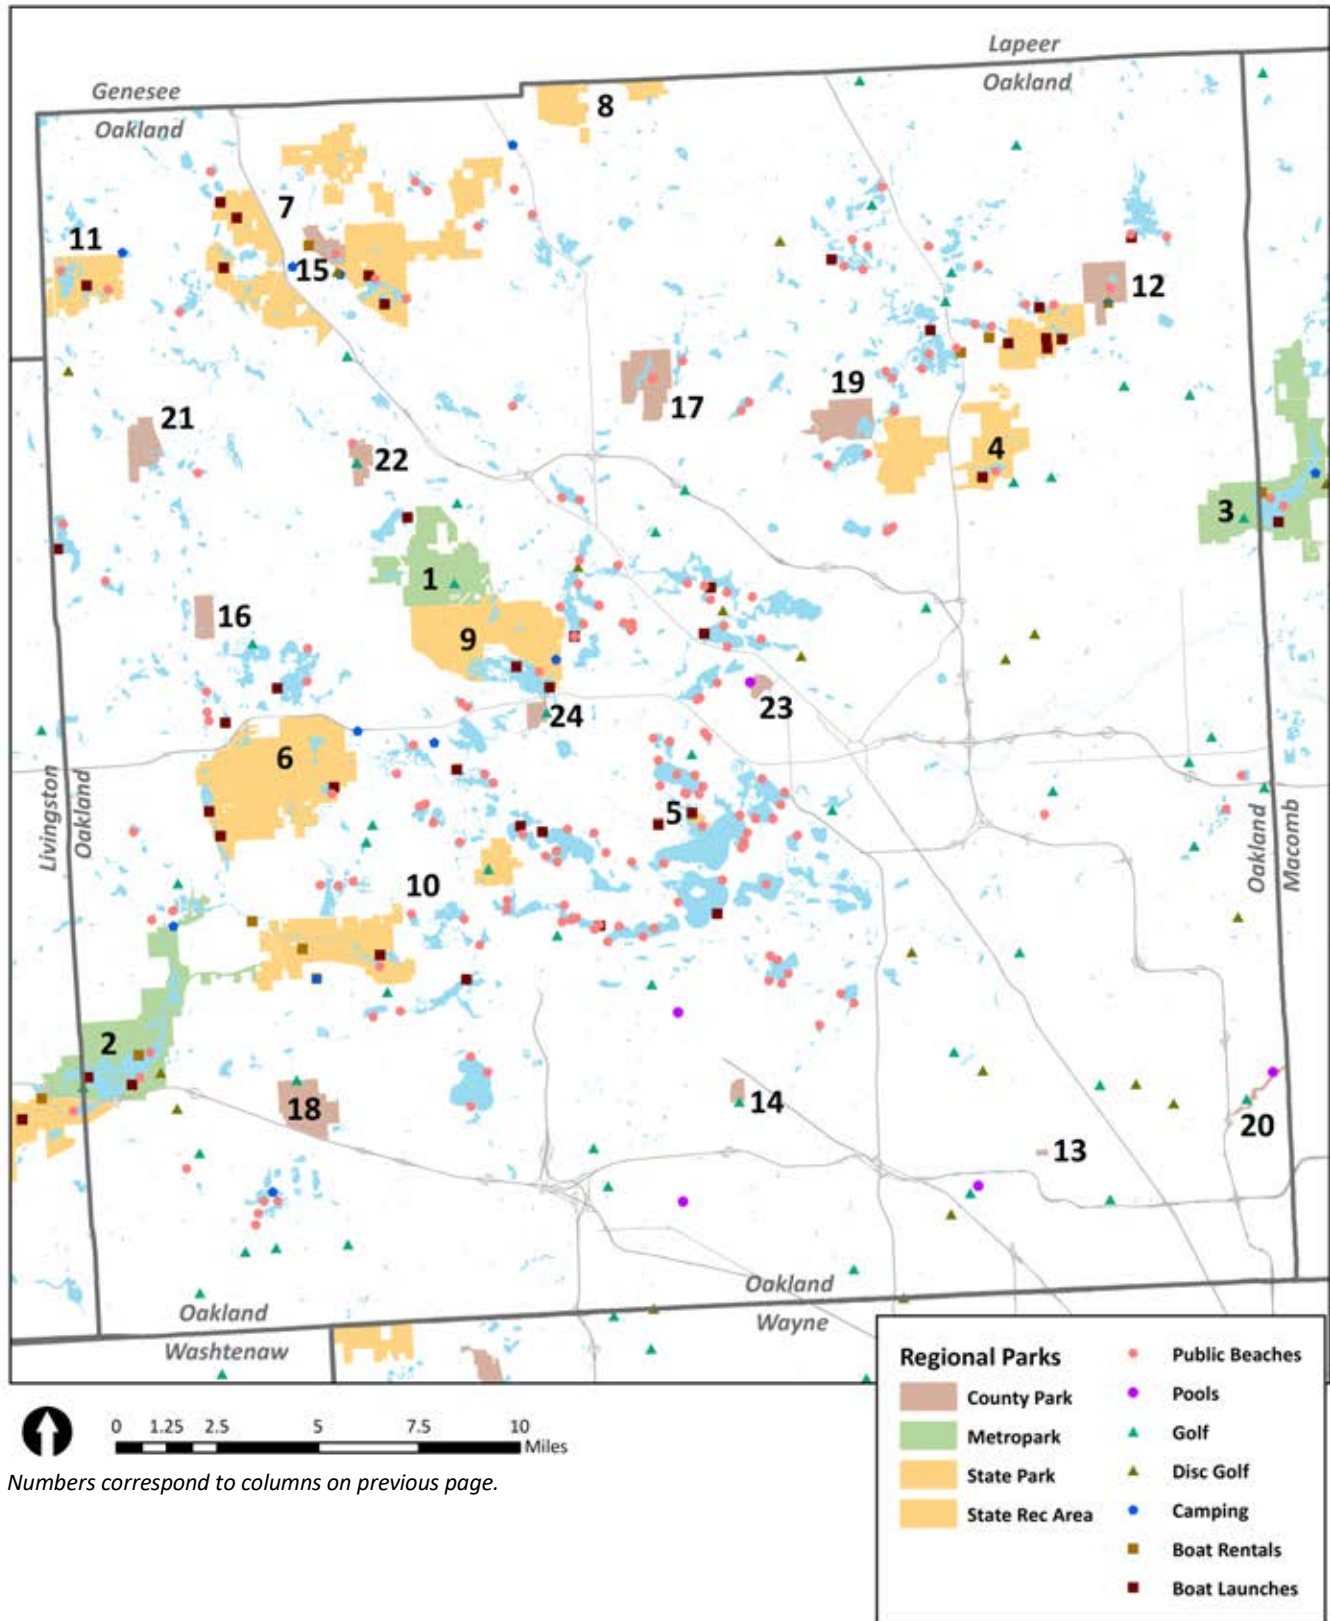 Lapeer
Oakland
Genesee
Oakland
8
7
11
15
12
19
17
21
22
4
3
1
16
9
24
23
6
5
Livingston
Oakland
Oakland
Macomb
10
2
18
14
20
13
Oakland
Wayne
Oakland
Washtenaw
Regional Parks
County Park
Metropark
State Park
State Rec Area
Public Beaches
Pools
Golf
Disc Golf
Camping
Boat Rentals
Boat Launches
0 1.25 2.5 5 7.5 10
Miles
Numbers correspond to columns on previous page.